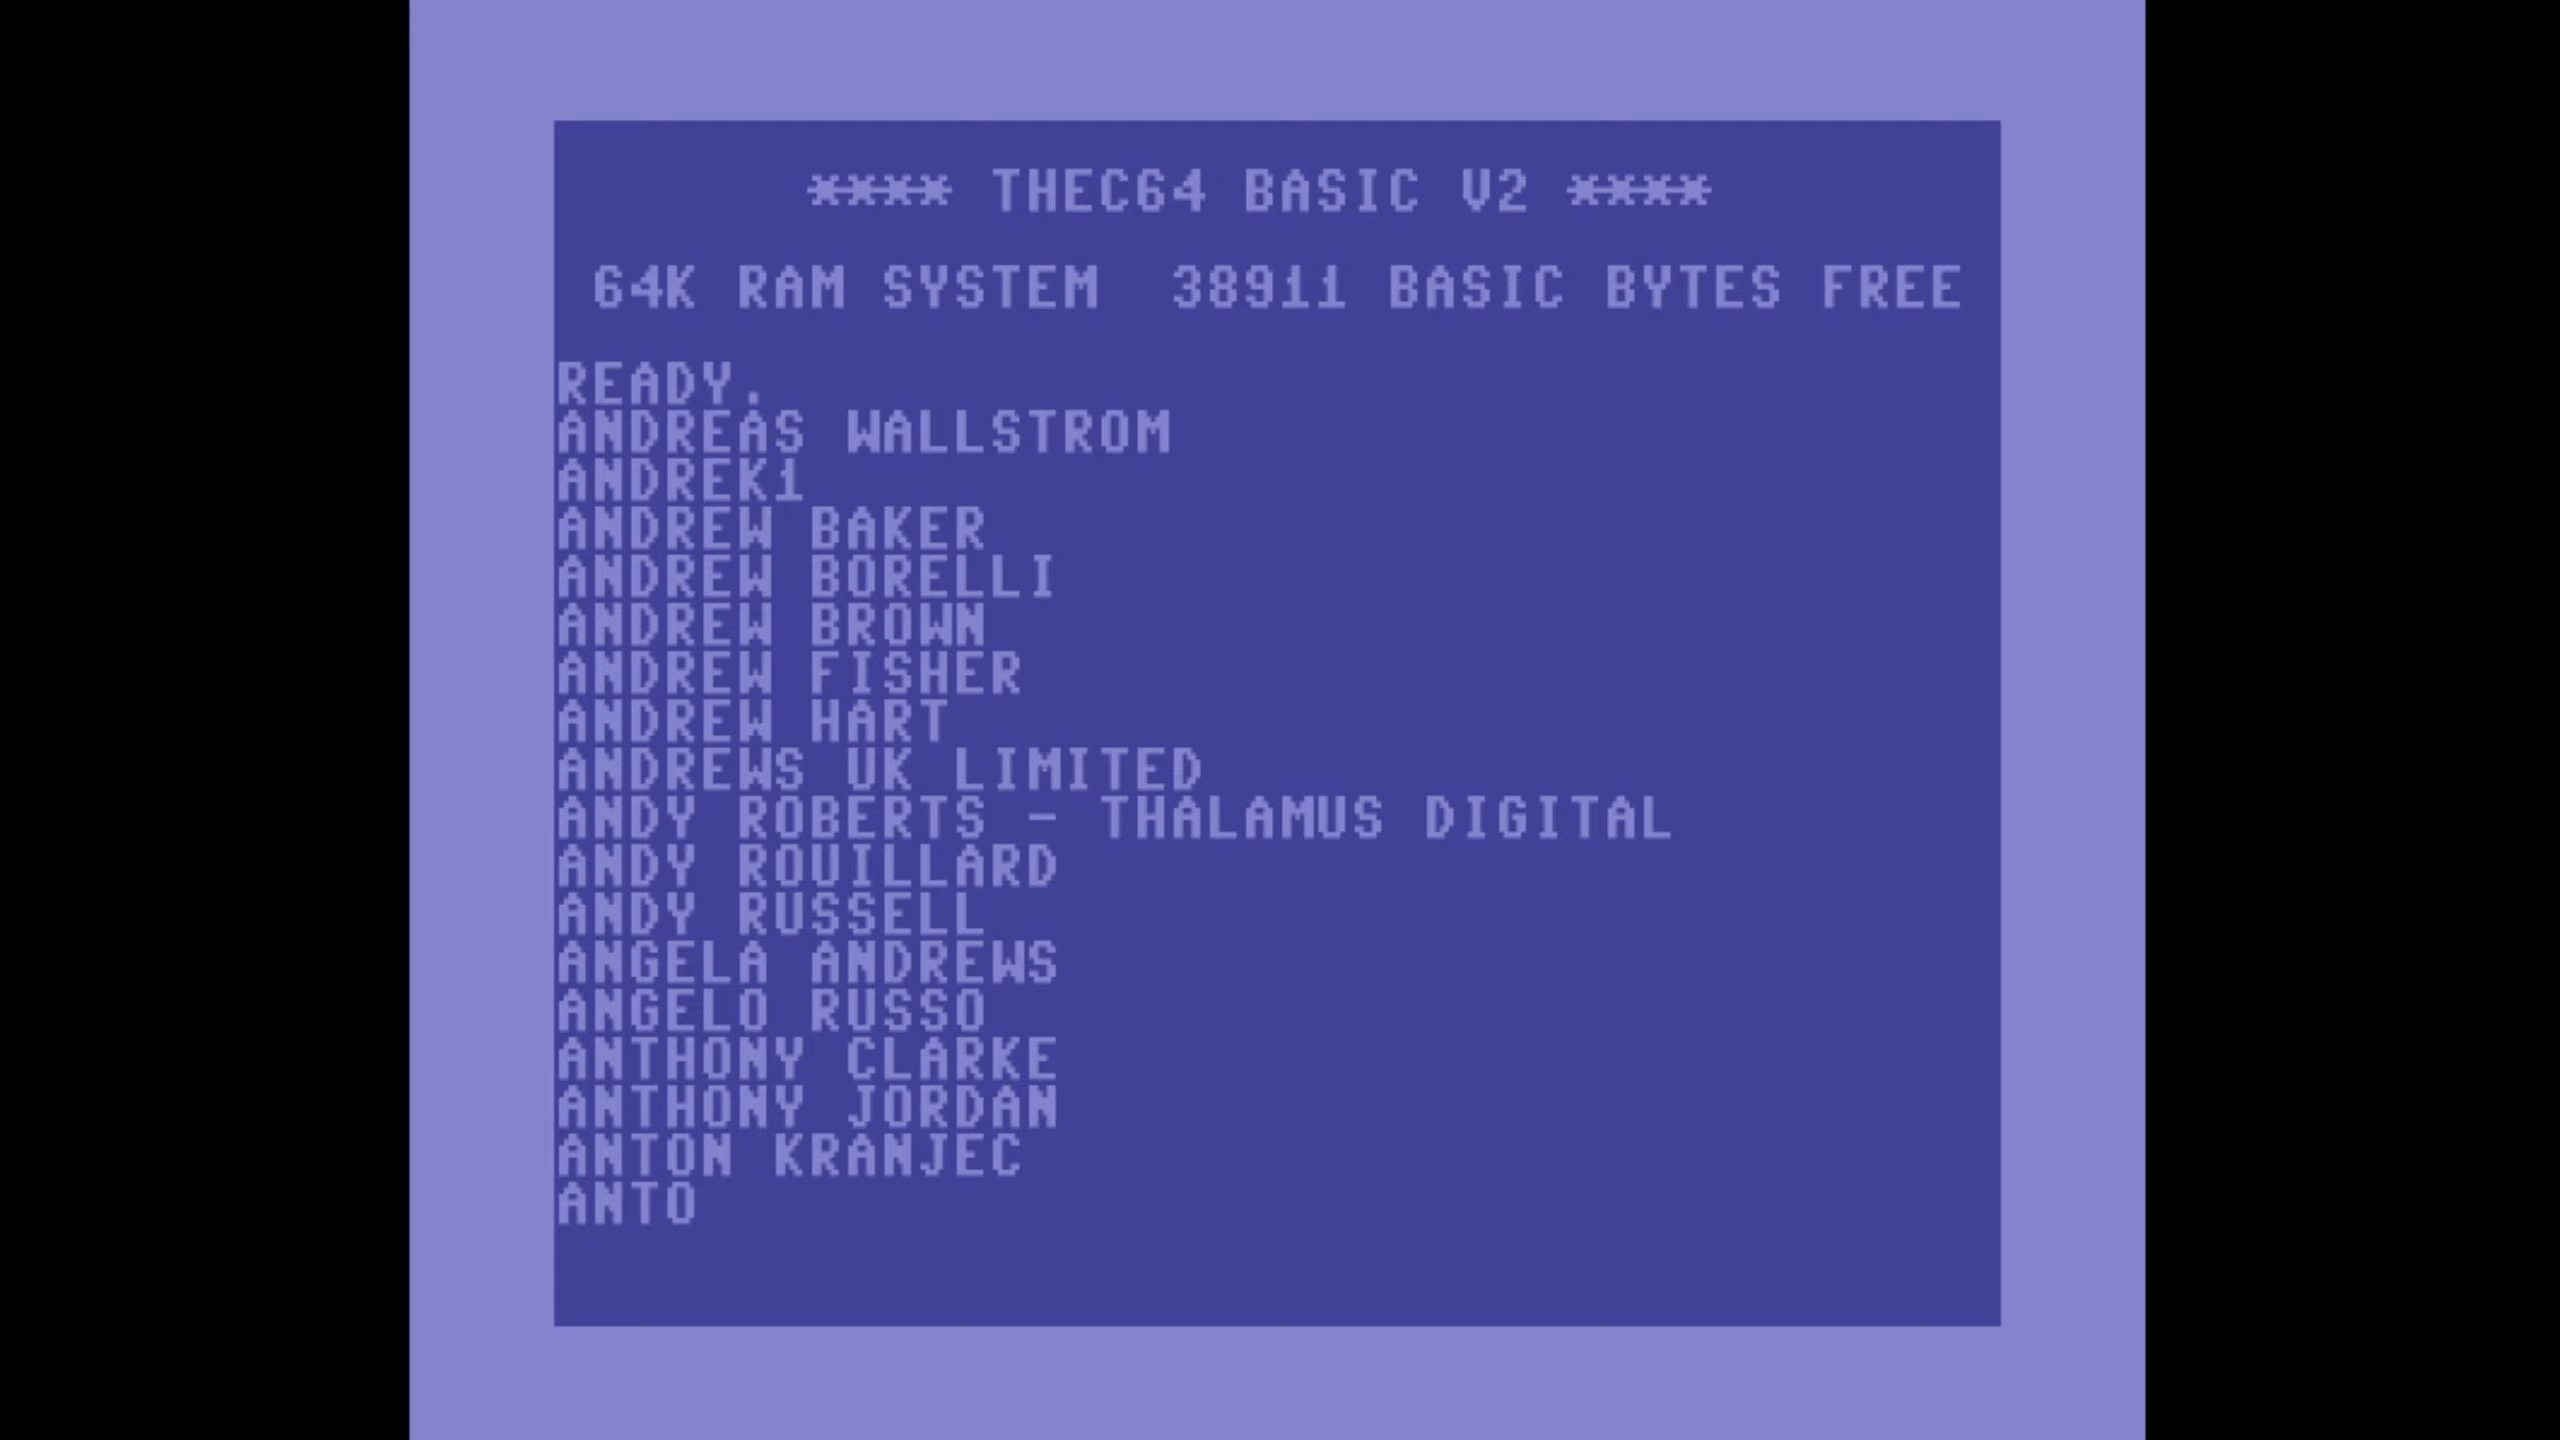 **** THEC64 BASIC V2 ****
64K RAM SYSTEM  38911 BASIC BYTES FREE
READY.
ANDREAS WALLSTROM
ANDREK1
ANDREW BAKER
ANDREW BORELLI
ANDREW BROWN
ANDREW FISHER
ANDREW HART
ANDREWS UK LIMITED
ANDY ROBERTS - THALAMUS DIGITAL
ANDY ROUILLARD
ANDY RUSSELL
ANGELA ANDREWS
ANGELO RUSSO
ANTHONY CLARKE
ANTHONY JORDAN
ANTON KRANJEC
ANTO